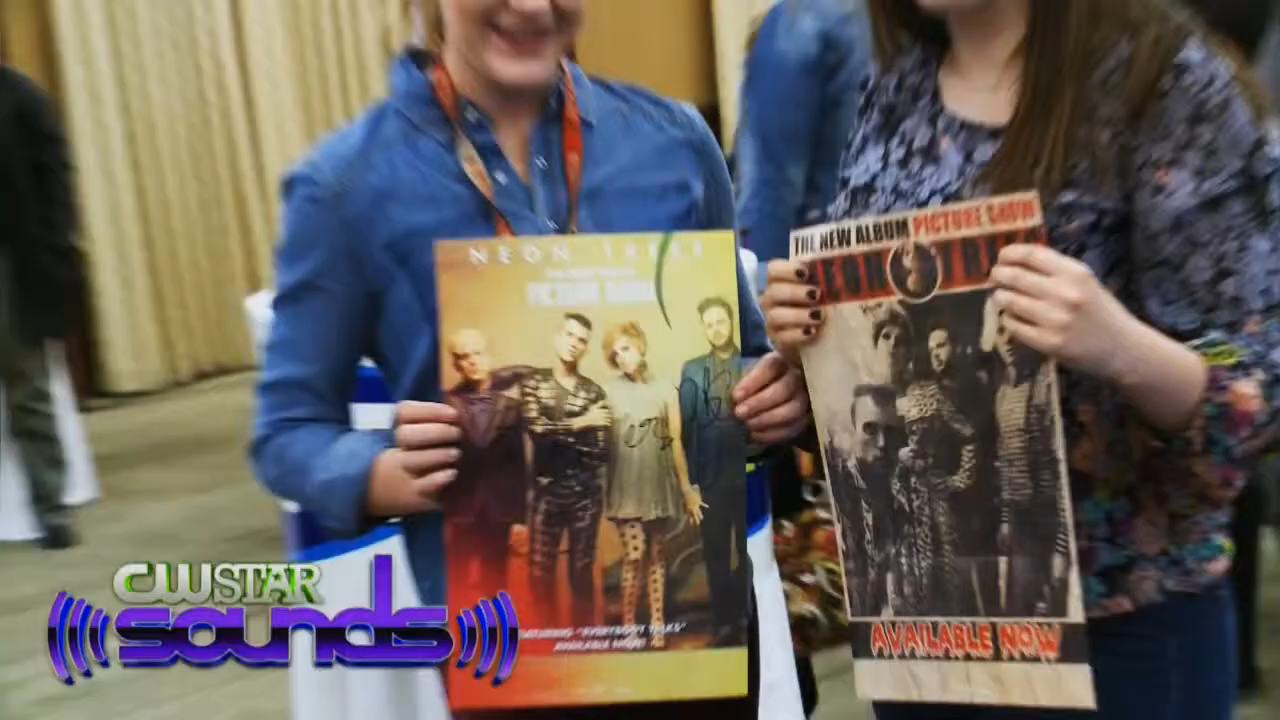 NEON TREES
PICTURE SHOW
FEATURING "EVERYBODY TALKS"
AVAILABLE NOW!
THE NEW ALBUM PICTURE SHOW
NEON TREES
AVAILABLE NOW
CW STAR
sounds